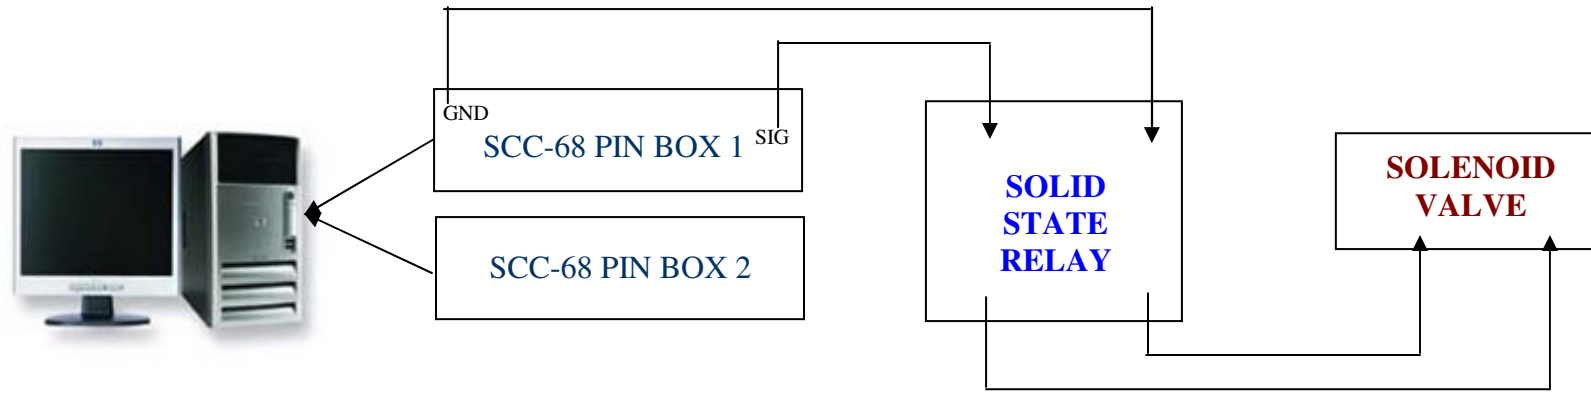 GND
SCC-68 PIN BOX 1
SIG
SCC-68 PIN BOX 2
SOLID
STATE
RELAY
SOLENOID
VALVE